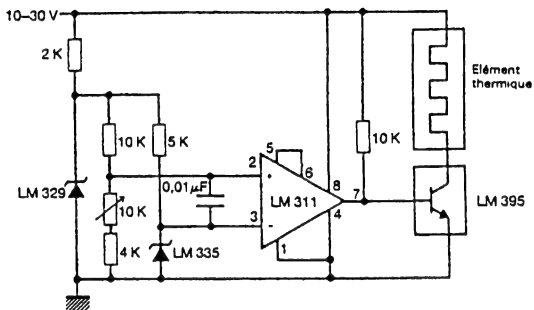 10–30 V
2 K
Elément
thermique
10 K
5 K
10 K
5
6
2
8
0,01 µF
+
LM 311
7
LM 329
10 K
LM 395
3
-
4
1
4 K
LM 335